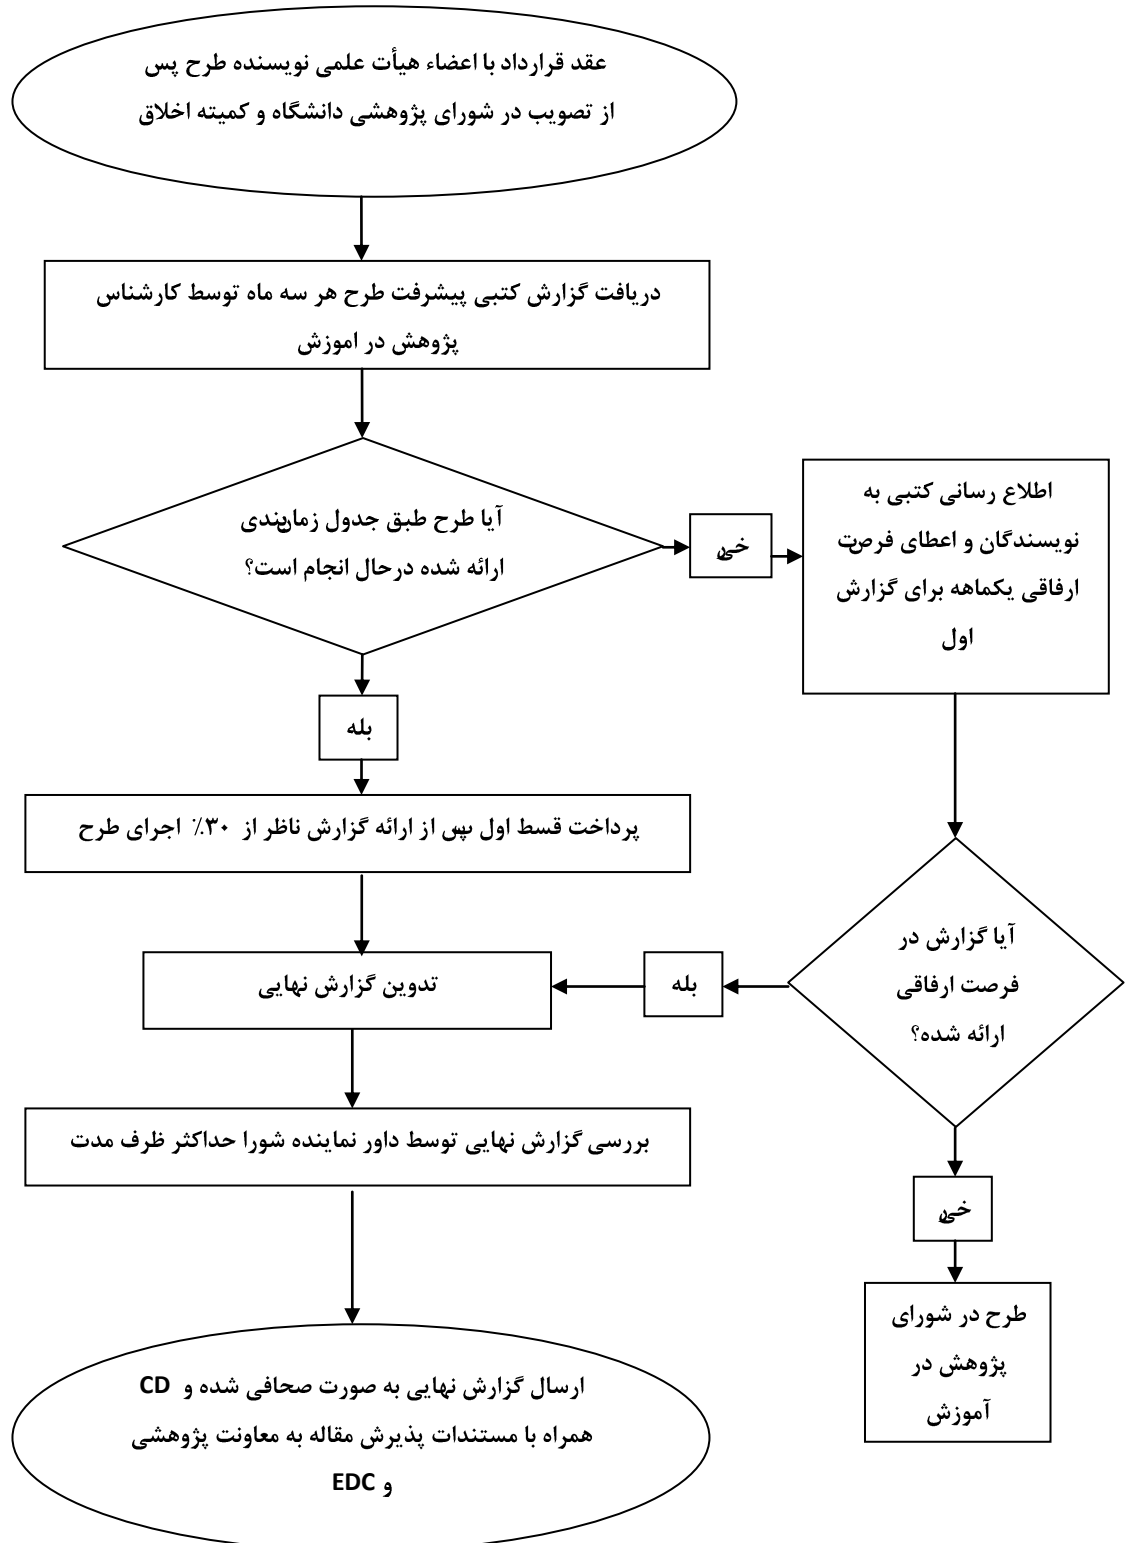 عقد قرارداد با اعضاء هیأت علمی نویسنده طرح پس
از تصویب در شورای پژوهشی دانشگاه و کمیته اخلاق
دریافت گزارش کتبی پیشرفت طرح هر سه ماه توسط کارشناس
پژوهش در اموزش
آیا طرح طبق جدول زمانبندی
ارائه شده درحال انجام است؟
خیر
اطلاع رسانی کتبی به
نویسندگان و اعطای فرصت
ارفاقی یکماهه برای گزارش
اول
بله
پرداخت قسط اول پس از ارائه گزارش ناظر از ۳۰٪ اجرای طرح
آیا گزارش در
فرصت ارفاقی
ارائه شده؟
بله
تدوین گزارش نهایی
بررسی گزارش نهایی توسط داور نماینده شورا حداکثر ظرف مدت
خیر
طرح در شورای
پژوهش در
آموزش
ارسال گزارش نهایی به صورت صحافی شده و CD
همراه با مستندات پذیرش مقاله به معاونت پژوهشی
و EDC